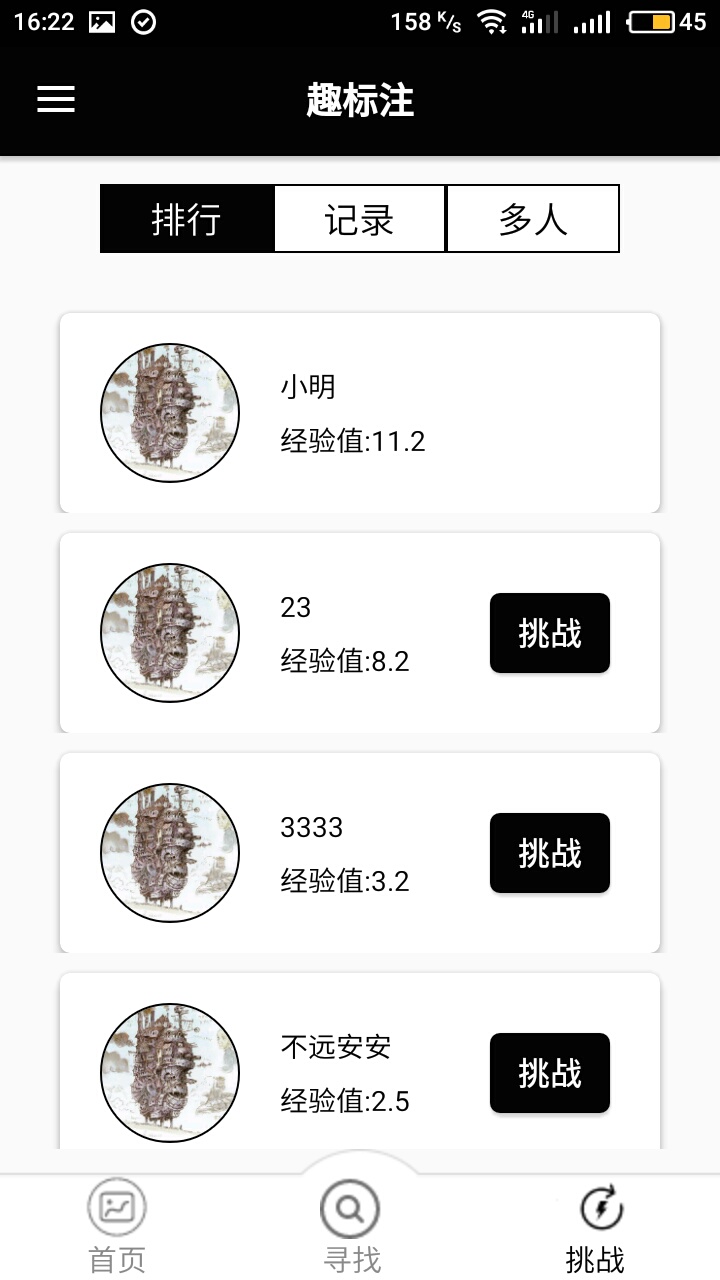 16:22 158 K/s 4G 45
趣标注
排行 记录 多人
小明
经验值:11.2
23
经验值:8.2
挑战
3333
经验值:3.2
挑战
不远安安
经验值:2.5
挑战
首页 寻找 挑战